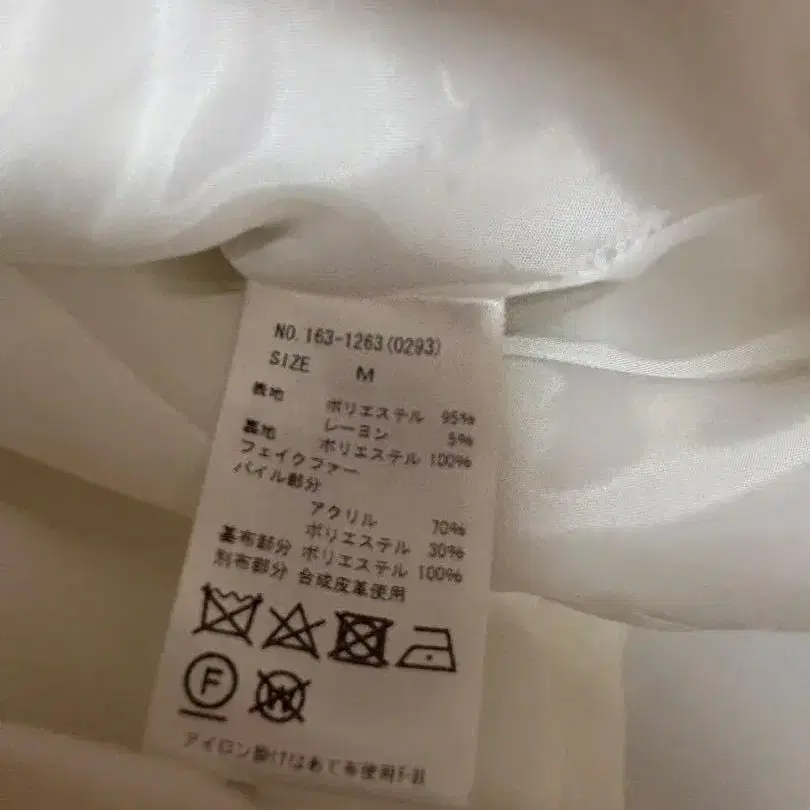 NO. 163-1263(0293)
SIZE M
表地 ポリエステル 95%
レーヨン 5%
裏地 ポリエステル 100%
フェイクファー
パイル部分
アクリル 70%
ポリエステル 30%
基布部分 ポリエステル 100%
別布部分 合成皮革使用
F
W
アイロン掛けはあて布使用